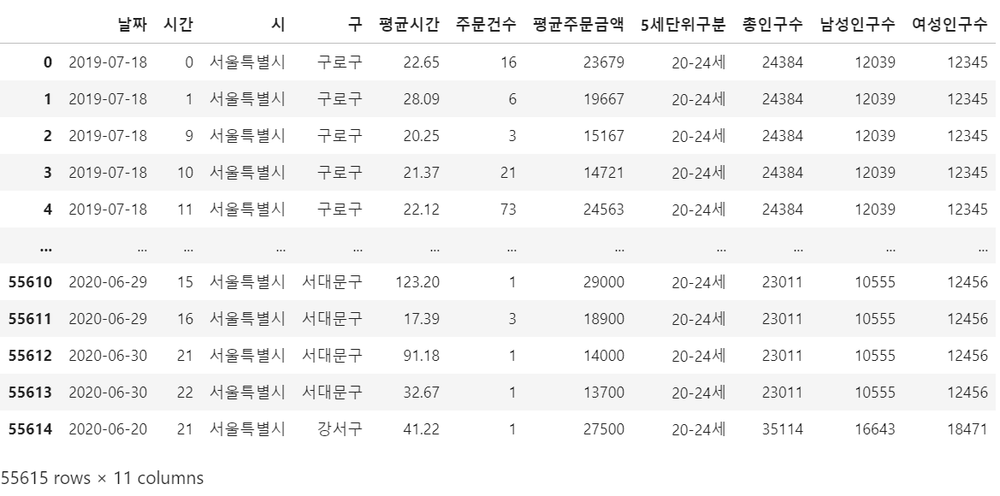 날짜 시간 시 구 평균시간 주문건수 평균주문금액 5세단위구분 총인구수 남성인구수 여성인구수
0 2019-07-18 0 서울특별시 구로구 22.65 16 23679 20-24세 24384 12039 12345
1 2019-07-18 1 서울특별시 구로구 28.09 6 19667 20-24세 24384 12039 12345
2 2019-07-18 9 서울특별시 구로구 20.25 3 15167 20-24세 24384 12039 12345
3 2019-07-18 10 서울특별시 구로구 21.37 21 14721 20-24세 24384 12039 12345
4 2019-07-18 11 서울특별시 구로구 22.12 73 24563 20-24세 24384 12039 12345
... ... ... ... ... ... ... ... ... ... ... ...
55610 2020-06-29 15 서울특별시 서대문구 123.20 1 29000 20-24세 23011 10555 12456
55611 2020-06-29 16 서울특별시 서대문구 17.39 3 18900 20-24세 23011 10555 12456
55612 2020-06-30 21 서울특별시 서대문구 91.18 1 14000 20-24세 23011 10555 12456
55613 2020-06-30 22 서울특별시 서대문구 32.67 1 13700 20-24세 23011 10555 12456
55614 2020-06-20 21 서울특별시 강서구 41.22 1 27500 20-24세 35114 16643 18471
55615 rows × 11 columns